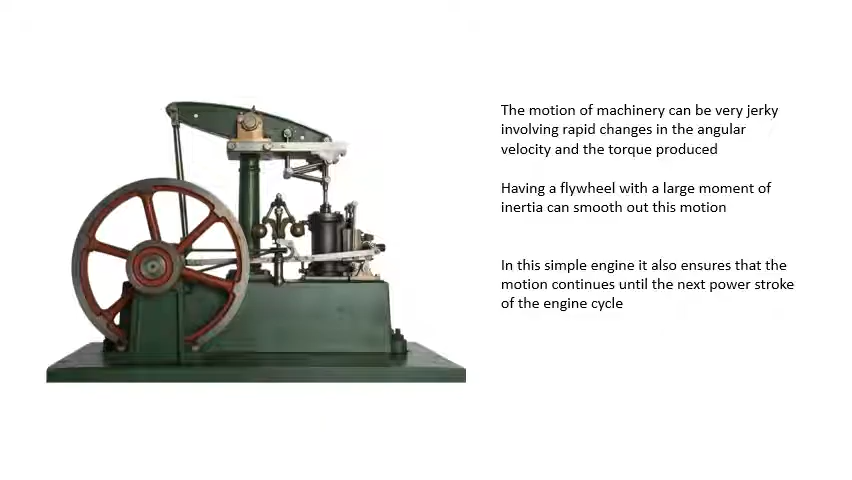 The motion of machinery can be very jerky
involving rapid changes in the angular
velocity and the torque produced
Having a flywheel with a large moment of
inertia can smooth out this motion
In this simple engine it also ensures that the
motion continues until the next power stroke
of the engine cycle